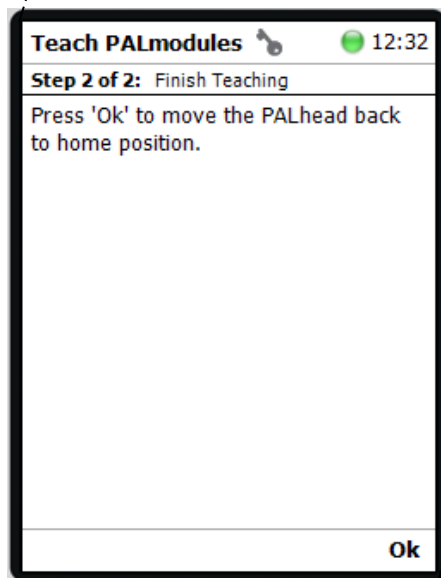 Teach PALmodules 12:32
Step 2 of 2: Finish Teaching
Press 'Ok' to move the PALhead back
to home position.
Ok